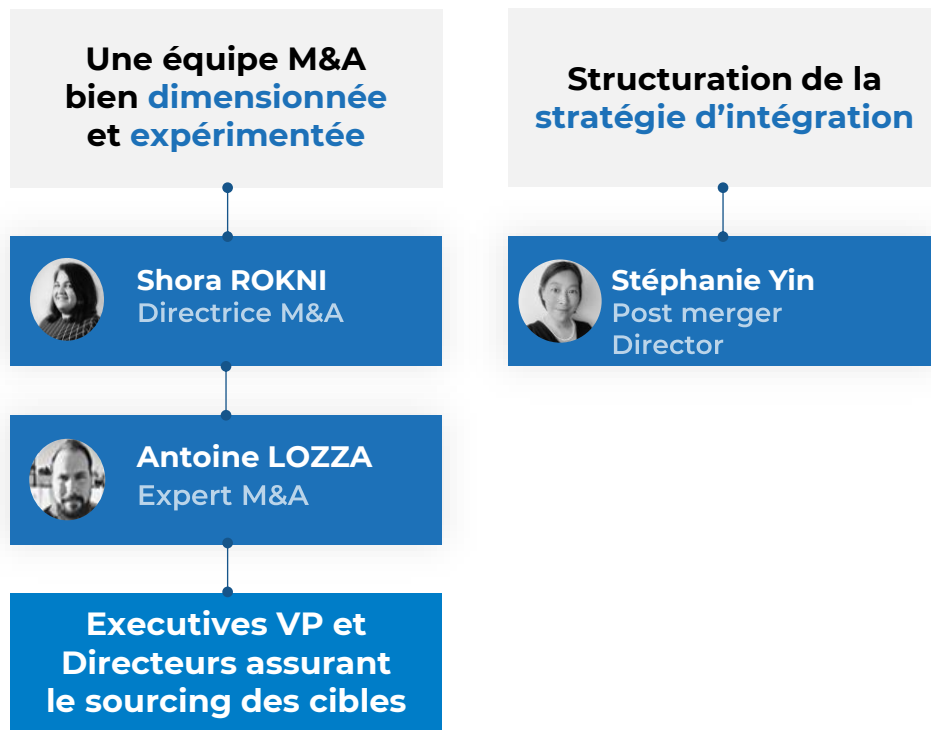 Une équipe M&A
bien dimensionnée
et expérimentée
Shora ROKNI
Directrice M&A
Antoine LOZZA
Expert M&A
Executives VP et
Directeurs assurant
le sourcing des cibles
Structuration de la
stratégie d’intégration
Stéphanie Yin
Post merger
Director